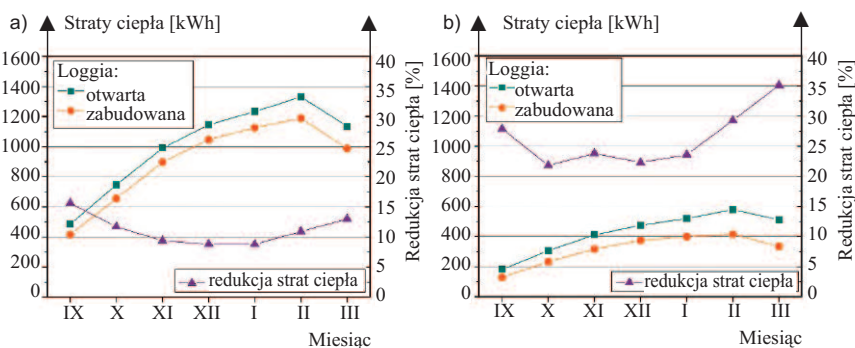 a) Straty ciepła [kWh]
1600
1400
1200
1000
800
600
400
200
0
Loggia:
otwarta
zabudowana
redukcja strat ciepła
40
35
30
25
20
15
10
5
0
Redukcja strat ciepła [%]
IX X XI XII I II III
Miesiąc
b) Straty ciepła [kWh]
1600
1400
1200
1000
800
600
400
200
0
Loggia:
otwarta
zabudowana
redukcja strat ciepła
40
35
30
25
20
15
10
5
0
Redukcja strat ciepła [%]
IX X XI XII I II III
Miesiąc